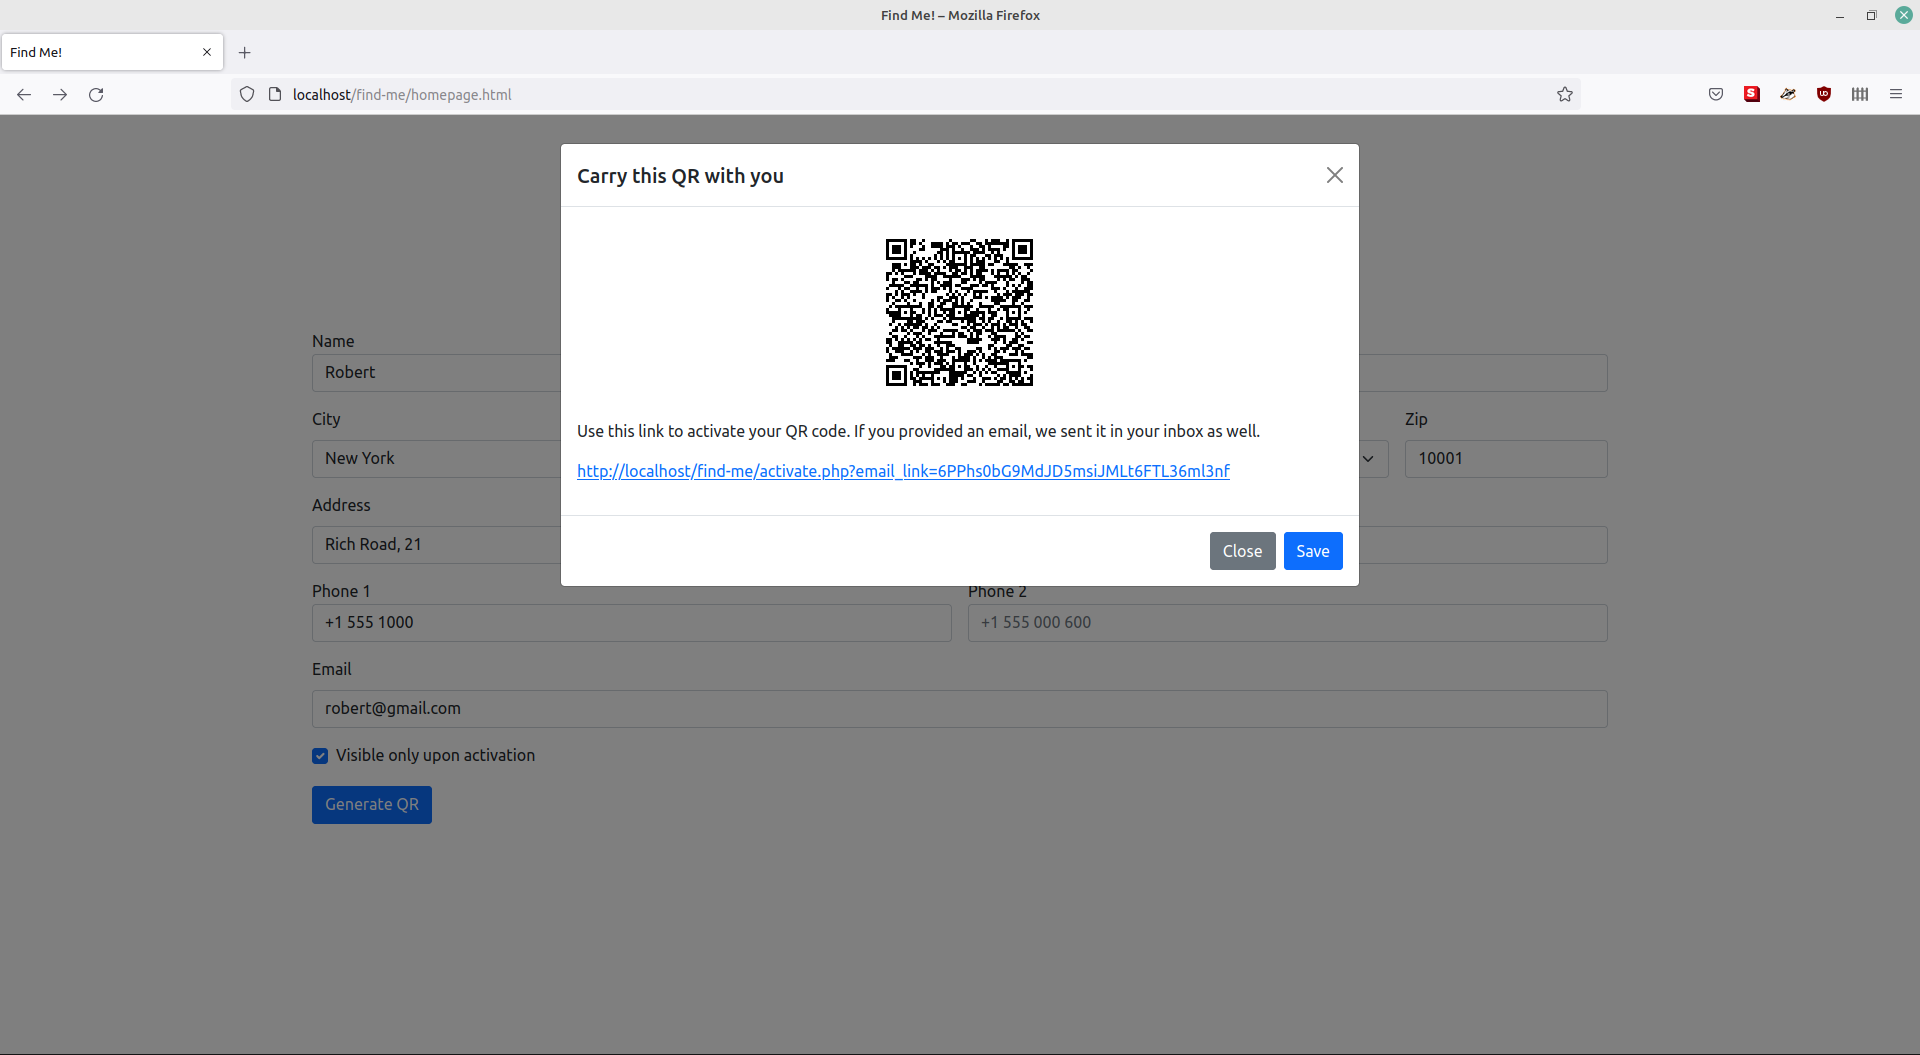 Find Me! – Mozilla Firefox
Find Me!
localhost/find-me/homepage.html
Carry this QR with you
Use this link to activate your QR code. If you provided an email, we sent it in your inbox as well.
http://localhost/find-me/activate.php?email_link=6PPhs0bG9MdJD5msiJMLt6FTL36ml3nf
Close Save
Name
Robert
City Zip
New York 10001
Address
Rich Road, 21
Phone 1 Phone 2
+1 555 1000 +1 555 000 600
Email
robert@gmail.com
Visible only upon activation
Generate QR